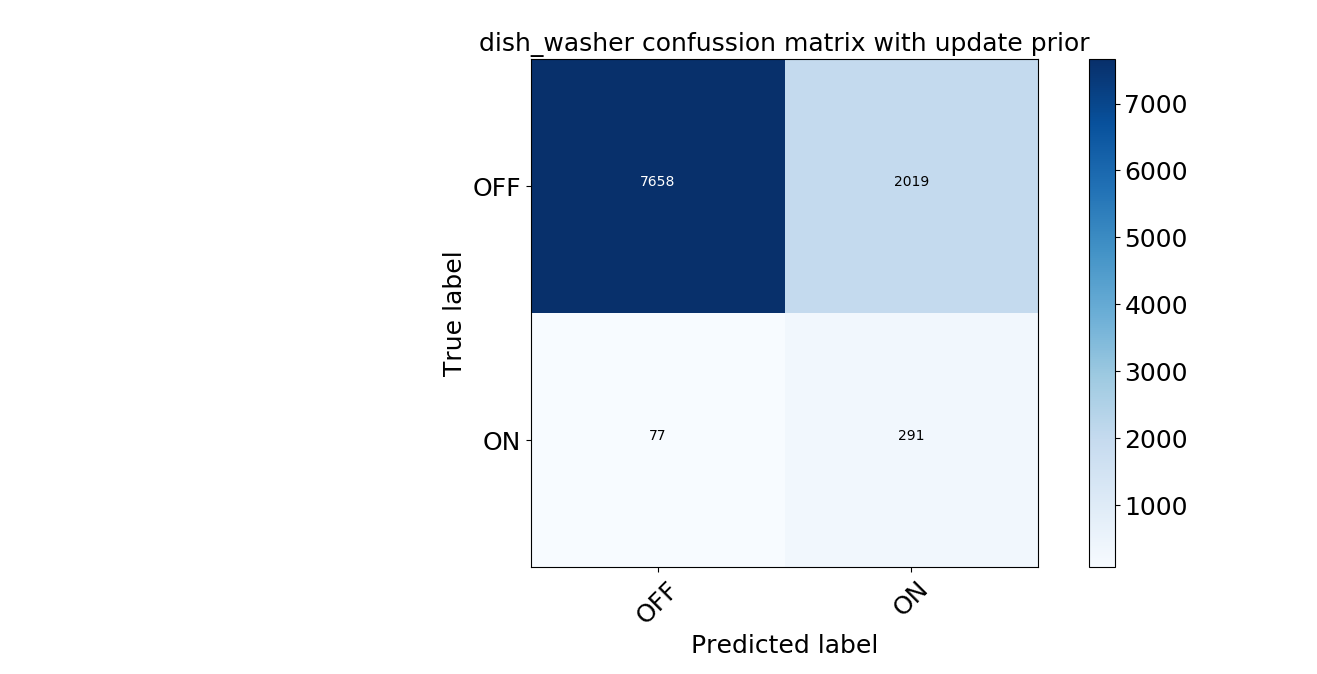 dish_washer confussion matrix with update prior
7000
6000
5000
4000
3000
2000
1000
OFF
ON
True label
7658
2019
77
291
OFF
ON
Predicted label